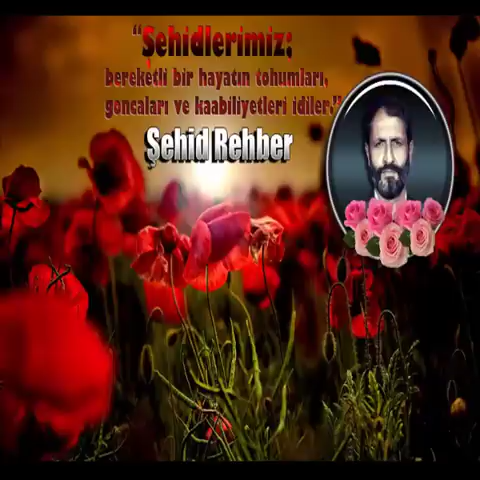 “Şehidlerimiz;
bereketli bir hayatın tohumları,
goncaları ve kaabiliyetleri idiler.”
Şehid Rehber